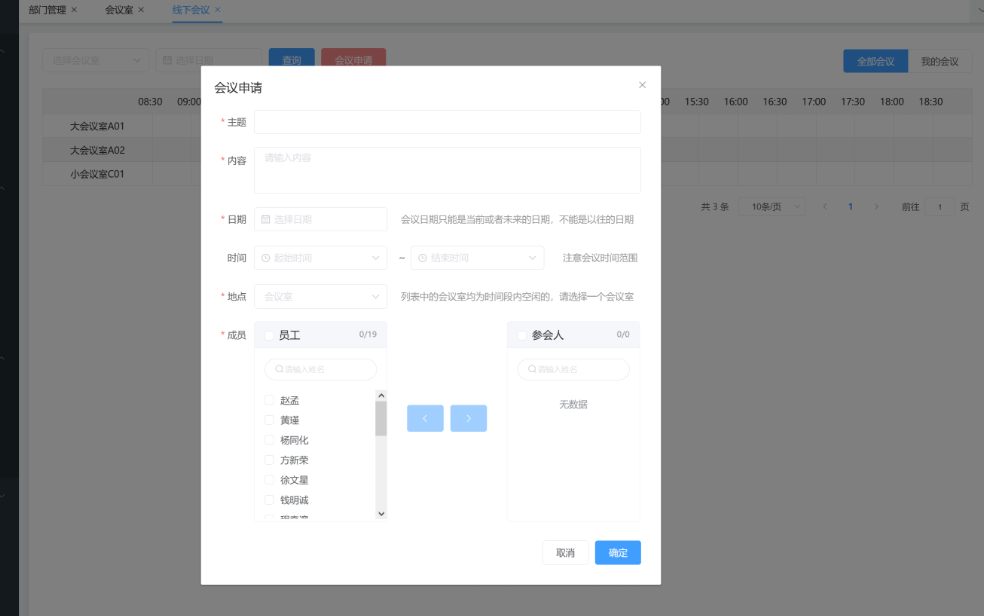 部门管理 × 会议室 × 线下会议 ×
选择会议室 选择日期 查询 会议申请 全部会议 我的会议
08:30 09:00 15:30 16:00 16:30 17:00 17:30 18:00 18:30
大会议室A01
大会议室A02
小会议室C01
共 3 条 10条/页 1 前往 1 页
会议申请 ×
* 主题
* 内容 请输入内容
* 日期 选择日期 会议日期只能是当前或者未来的日期，不能是以往的日期
时间 起始时间 ~ 结束时间 注意会议时间范围
* 地点 会议室 列表中的会议室均为时间段内空闲的，请选择一个会议室
* 成员 员工 0/19 参会人 0/0
请输入姓名 请输入姓名
赵孟 无数据
黄瑾
杨同化
方新荣
徐文星
钱明诚
取消 确定